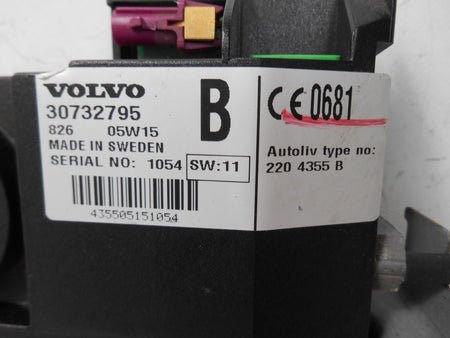 VOLVO
30732795
826 05W15
MADE IN SWEDEN
SERIAL NO: 1054 SW:11
435505151054
B
CE 0681
Autoliv type no:
220 4355 B